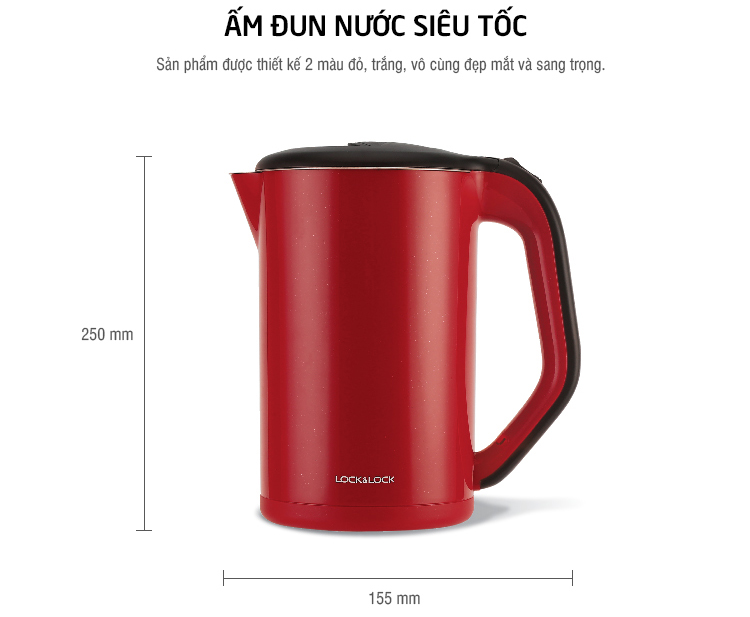 ẤM ĐUN NƯỚC SIÊU TỐC
Sản phẩm được thiết kế 2 màu đỏ, trắng, vô cùng đẹp mắt và sang trọng.
250 mm
LOCK&LOCK
155 mm